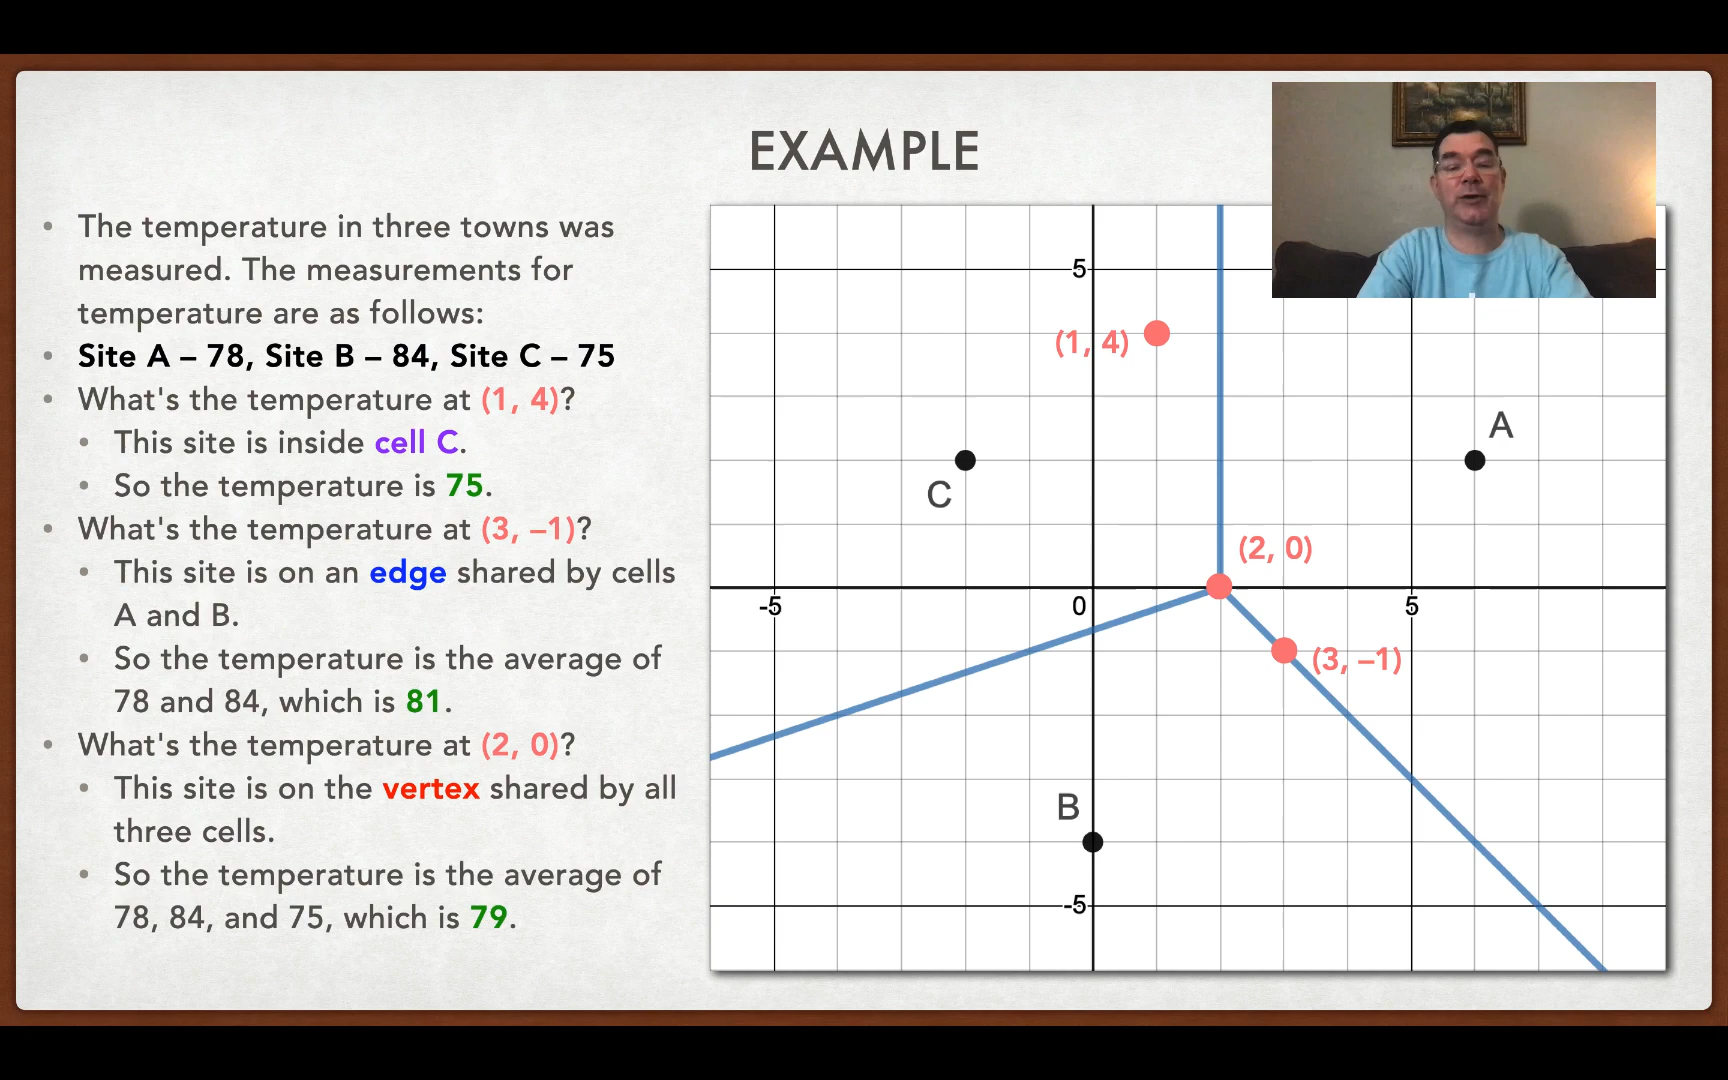 EXAMPLE
• The temperature in three towns was
measured. The measurements for
temperature are as follows:
• Site A – 78, Site B – 84, Site C – 75
• What's the temperature at (1, 4)?
• This site is inside cell C.
• So the temperature is 75.
• What's the temperature at (3, –1)?
• This site is on an edge shared by cells
A and B.
• So the temperature is the average of
78 and 84, which is 81.
• What's the temperature at (2, 0)?
• This site is on the vertex shared by all
three cells.
• So the temperature is the average of
78, 84, and 75, which is 79.
5
(1, 4)
A
C
(2, 0)
-5
0
5
(3, –1)
B
-5